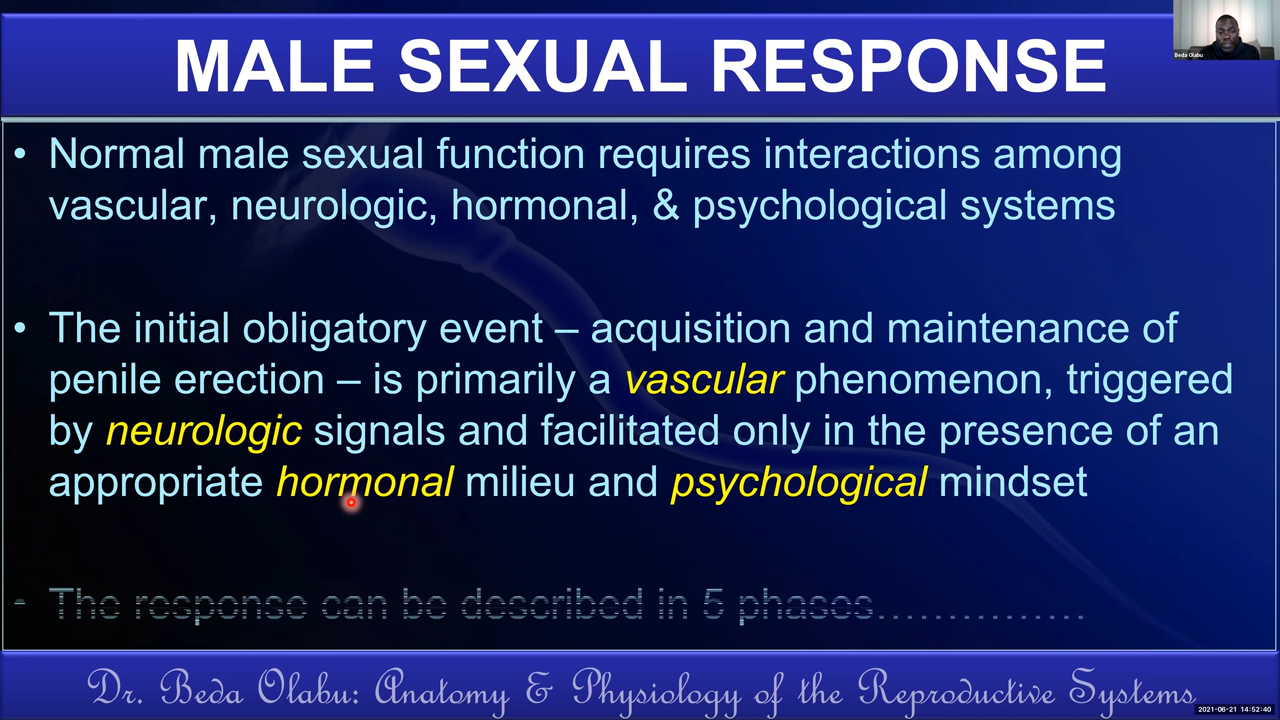 MALE SEXUAL RESPONSE
Beda Olabu
• Normal male sexual function requires interactions among
vascular, neurologic, hormonal, & psychological systems
• The initial obligatory event – acquisition and maintenance of
penile erection – is primarily a vascular phenomenon, triggered
by neurologic signals and facilitated only in the presence of an
appropriate hormonal milieu and psychological mindset
• The response can be described in 5 phases……………
Dr. Beda Olabu: Anatomy & Physiology of the Reproductive Systems
2021-06-21 14:52:40